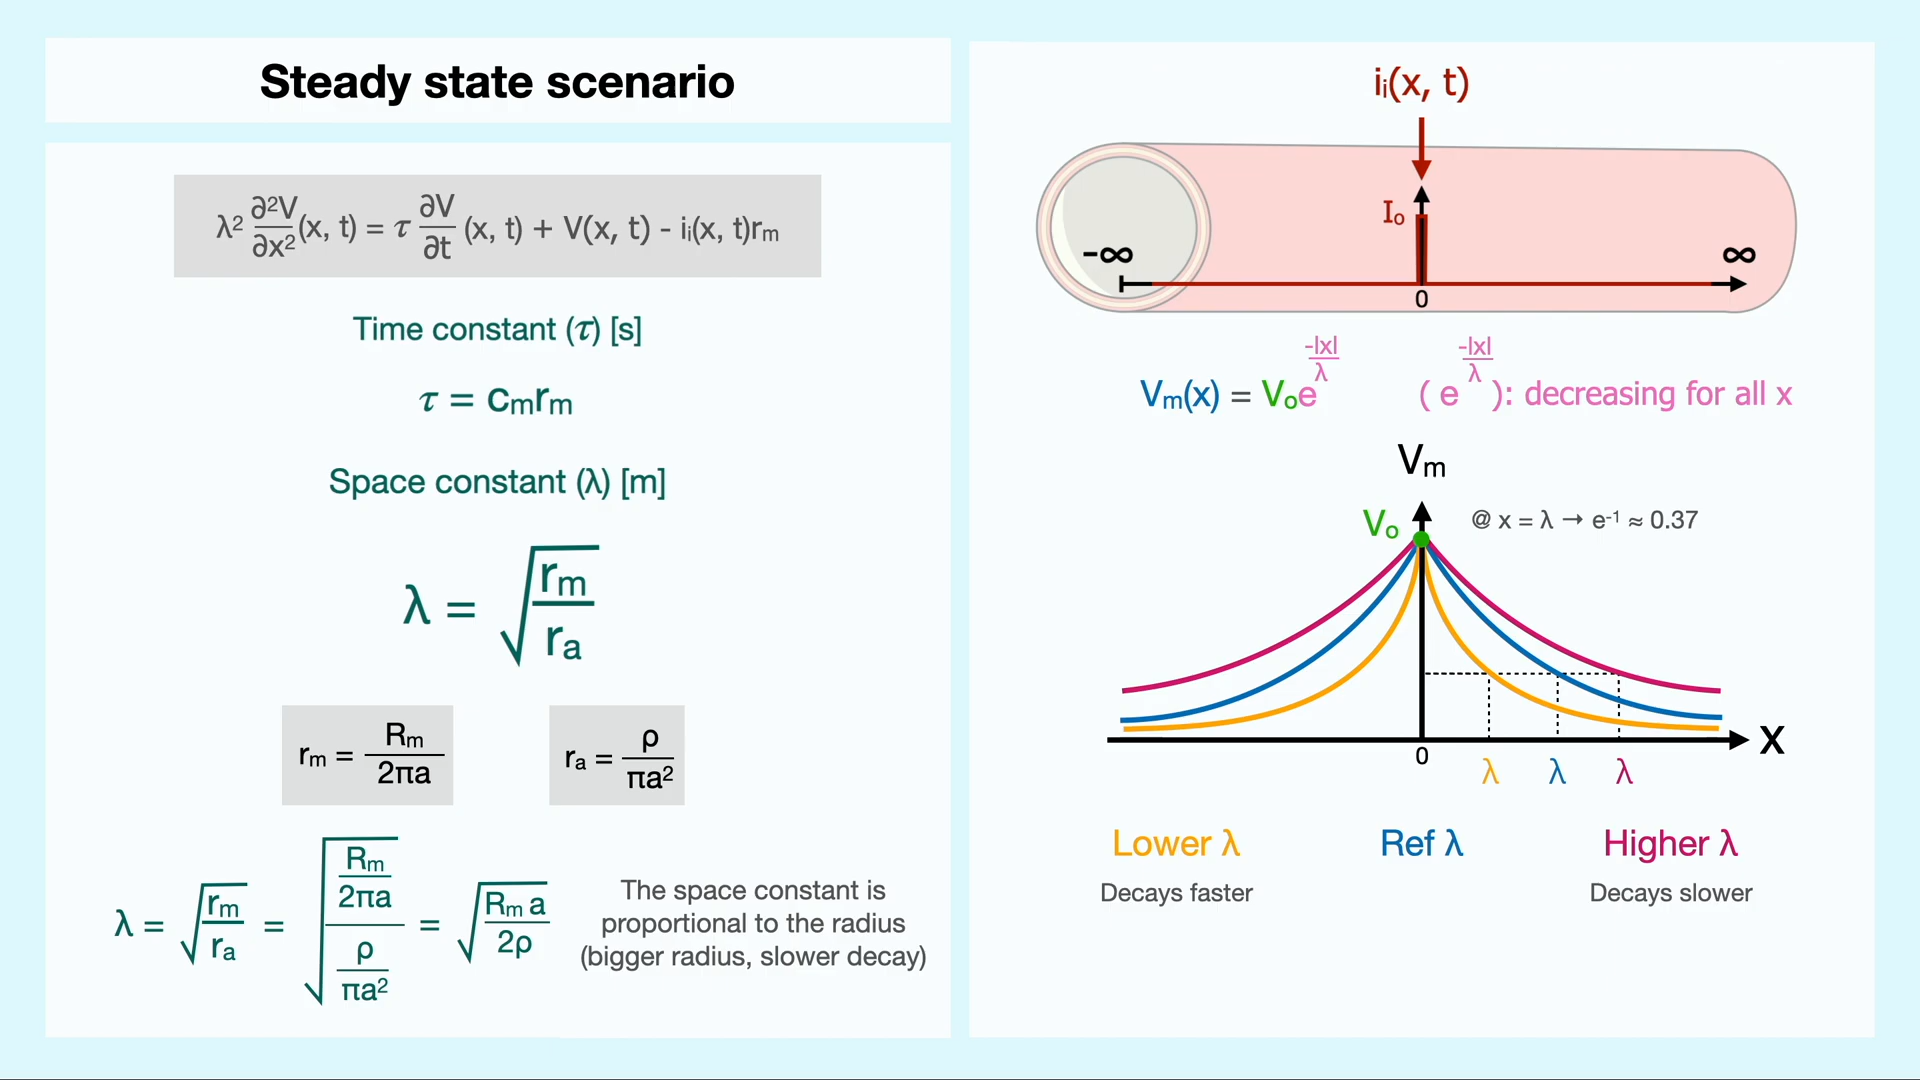 Steady state scenario
λ² ∂²V/∂x² (x, t) = τ ∂V/∂t (x, t) + V(x, t) - iᵢ(x, t)rₘ
Time constant (τ) [s]
τ = cₘrₘ
Space constant (λ) [m]
λ = √(rₘ/rₐ)
rₘ = Rₘ/2πa
rₐ = ρ/πa²
λ = √(rₘ/rₐ) = √((Rₘ/2πa)/(ρ/πa²)) = √(Rₘ a/2ρ)
The space constant is
proportional to the radius
(bigger radius, slower decay)
iᵢ(x, t)
Iₒ
-∞
∞
0
Vₘ(x) = Vₒe^(-|x|/λ)
( e^(-|x|/λ) ): decreasing for all x
Vₘ
Vₒ
@ x = λ → e⁻¹ ≈ 0.37
X
0
λ
λ
λ
Lower λ
Ref λ
Higher λ
Decays faster
Decays slower